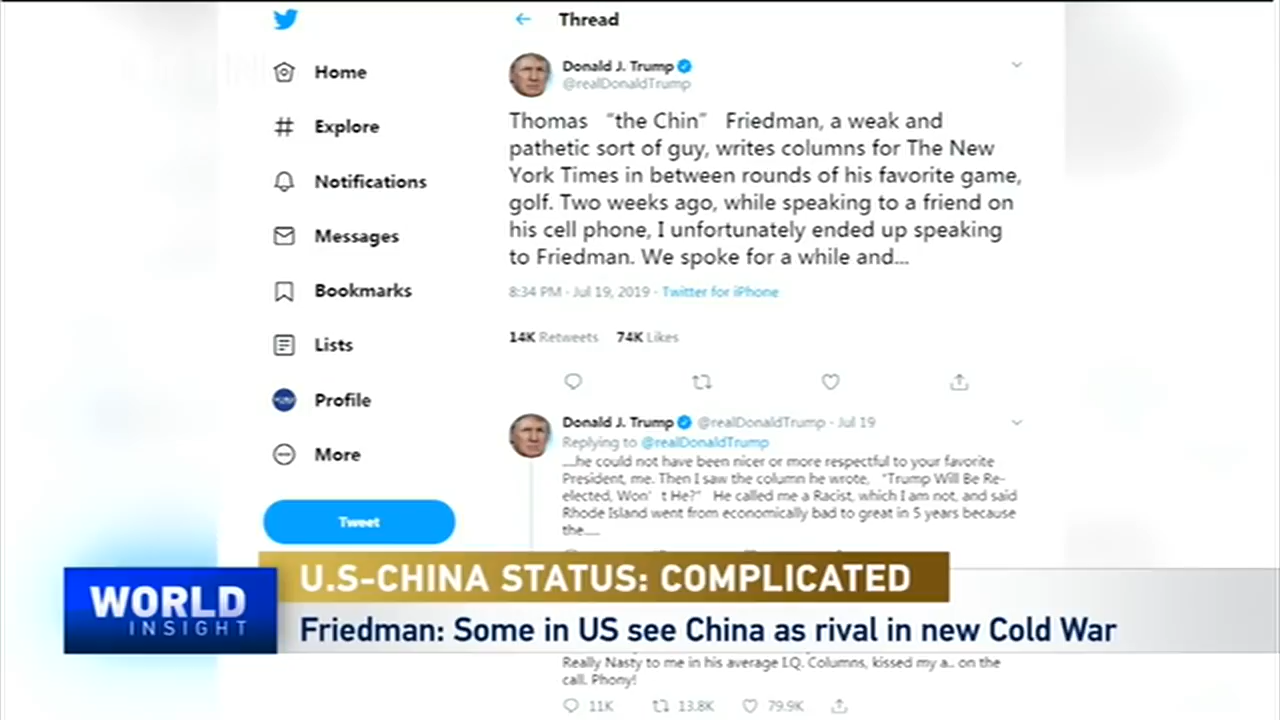 Thread
Home
Explore
Notifications
Messages
Bookmarks
Lists
Profile
More
Tweet
Donald J. Trump
@realDonaldTrump
Thomas “the Chin” Friedman, a weak and
pathetic sort of guy, writes columns for The New
York Times in between rounds of his favorite game,
golf. Two weeks ago, while speaking to a friend on
his cell phone, I unfortunately ended up speaking
to Friedman. We spoke for a while and...
8:34 PM · Jul 19, 2019 · Twitter for iPhone
14K Retweets 74K Likes
Donald J. Trump @realDonaldTrump · Jul 19
Replying to @realDonaldTrump
....he could not have been nicer or more respectful to your favorite
President, me. Then I saw the column he wrote, “Trump Will Be Re-
elected, Won’t He?” He called me a Racist, which I am not, and said
Rhode Island went from economically bad to great in 5 years because
the.....
U.S-CHINA STATUS: COMPLICATED
WORLD
INSIGHT
Friedman: Some in US see China as rival in new Cold War
Really Nasty to me in his average I.Q. Columns, kissed my a.. on the
call. Phony!
11K 13.8K 79.9K